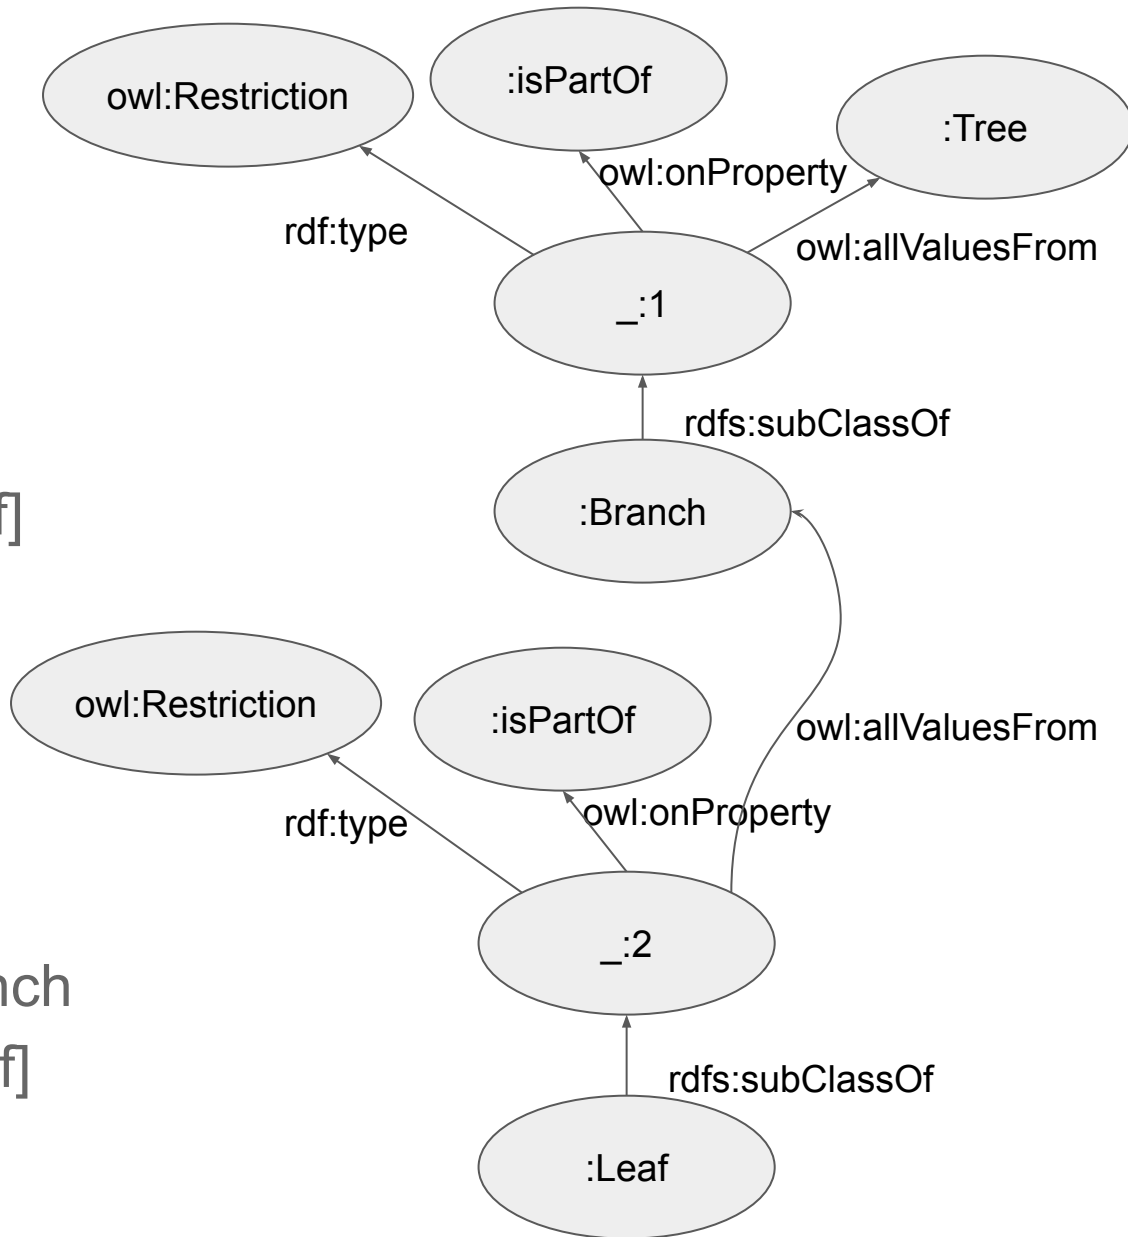 :isPartOf
owl:Restriction
:Tree
owl:onProperty
rdf:type
owl:allValuesFrom
_:1
rdfs:subClassOf
:Branch
f]
owl:Restriction
:isPartOf
owl:allValuesFrom
owl:onProperty
rdf:type
_:2
nch
f]
rdfs:subClassOf
:Leaf